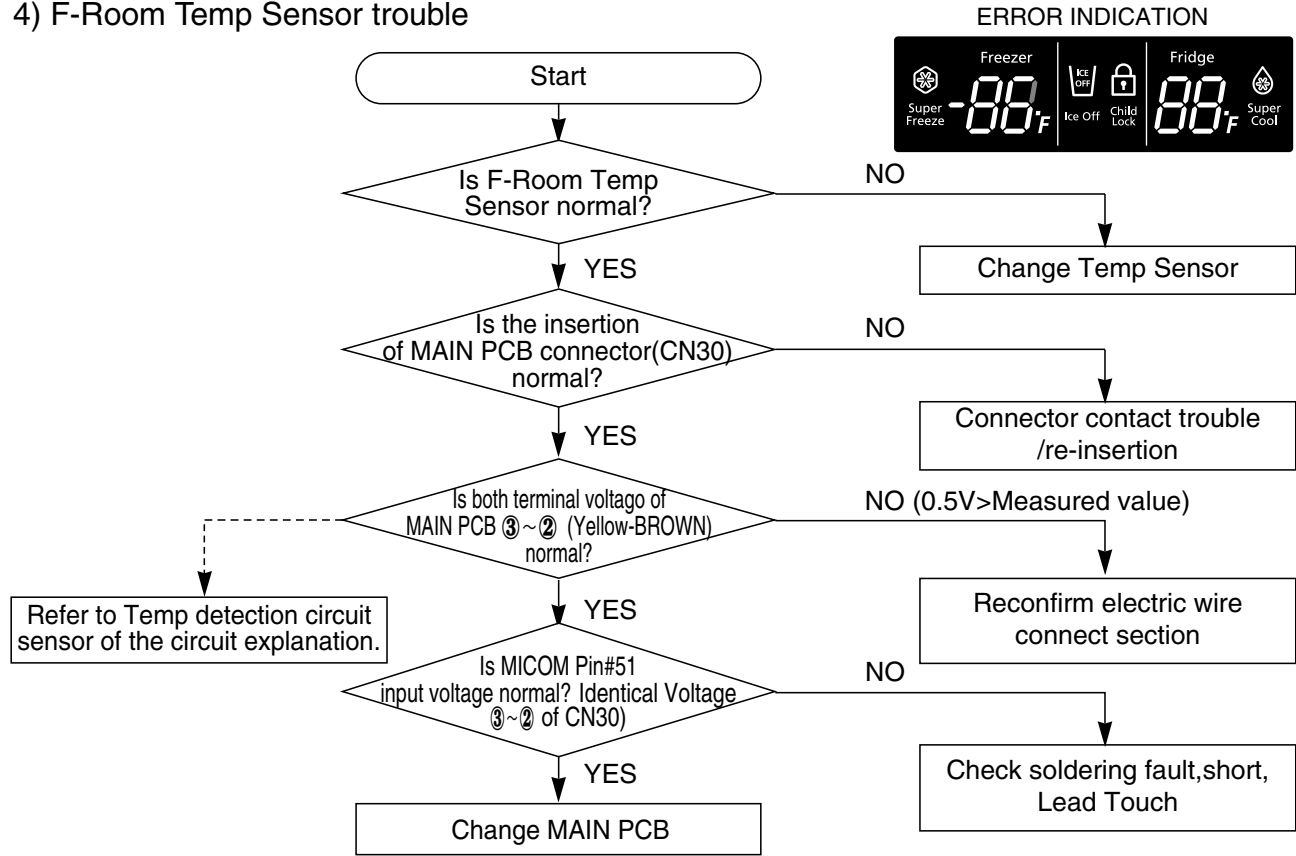 4) F-Room Temp Sensor trouble
ERROR INDICATION
Freezer
Fridge
ICE
OFF
Super
Freeze
-88°F
Ice Off
Child
Lock
88°F
Super
Cool
Start
Is F-Room Temp
Sensor normal?
NO
Change Temp Sensor
YES
Is the insertion
of MAIN PCB connector(CN30)
normal?
NO
Connector contact trouble
/re-insertion
YES
Is both terminal voltago of
MAIN PCB ③~② (Yellow-BROWN)
normal?
NO (0.5V>Measured value)
Reconfirm electric wire
connect section
Refer to Temp detection circuit
sensor of the circuit explanation.
YES
Is MICOM Pin#51
input voltage normal? Identical Voltage
③~② of CN30)
NO
Check soldering fault,short,
Lead Touch
YES
Change MAIN PCB